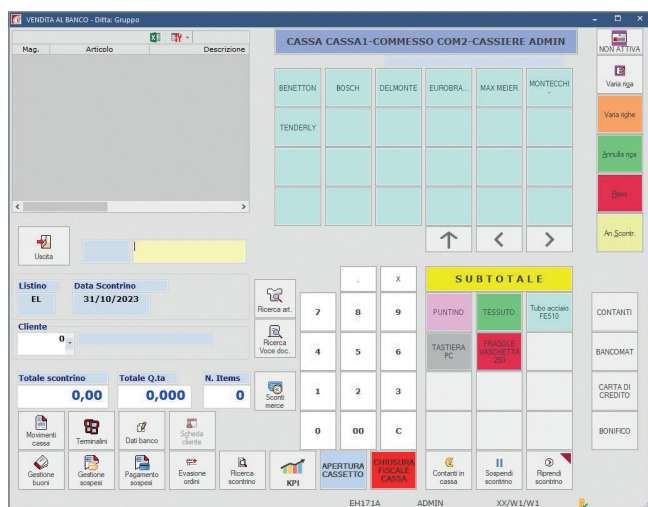 VENDITA AL BANCO - Ditta: Gruppo
Mag. Articolo Descrizione
CASSA CASSA1-COMMESSO COM2-CASSIERE ADMIN
NON ATTIVA
Varia riga
Varia righe
Annulla riga
Reso
An.Scontr.
BENETTON BOSCH DELMONTE EUROBRA... MAX MEIER MONTECCHI
-
TENDERLY
Uscita
Listino Data Scontrino
EL 31/10/2023
Cliente
0
Totale scontrino Totale Q.ta N. Items
0,00 0,000 0
Ricerca art.
Ricerca
Voce doc.
Sconti
merce
. X
7 8 9
4 5 6
1 2 3
0 00 C
SUBTOTALE
PUNTINO TESSUTO Tubo acciaio
FE510
TASTIERA
PC
FRAGOLE
VASCHETTA
250
CONTANTI
BANCOMAT
CARTA DI
CREDITO
BONIFICO
Movimenti
cassa
Terminalini
Dati banco
Scheda
cliente
Gestione
buoni
Gestione
sospesi
Pagamento
sospesi
Evasione
ordini
Ricerca
scontrino
KPI
APERTURA
CASSETTO
CHIUSURA
FISCALE
CASSA
Contanti in
cassa
Sospendi
scontrino
Riprendi
scontrino
EH171A ADMIN XX/W1/W1